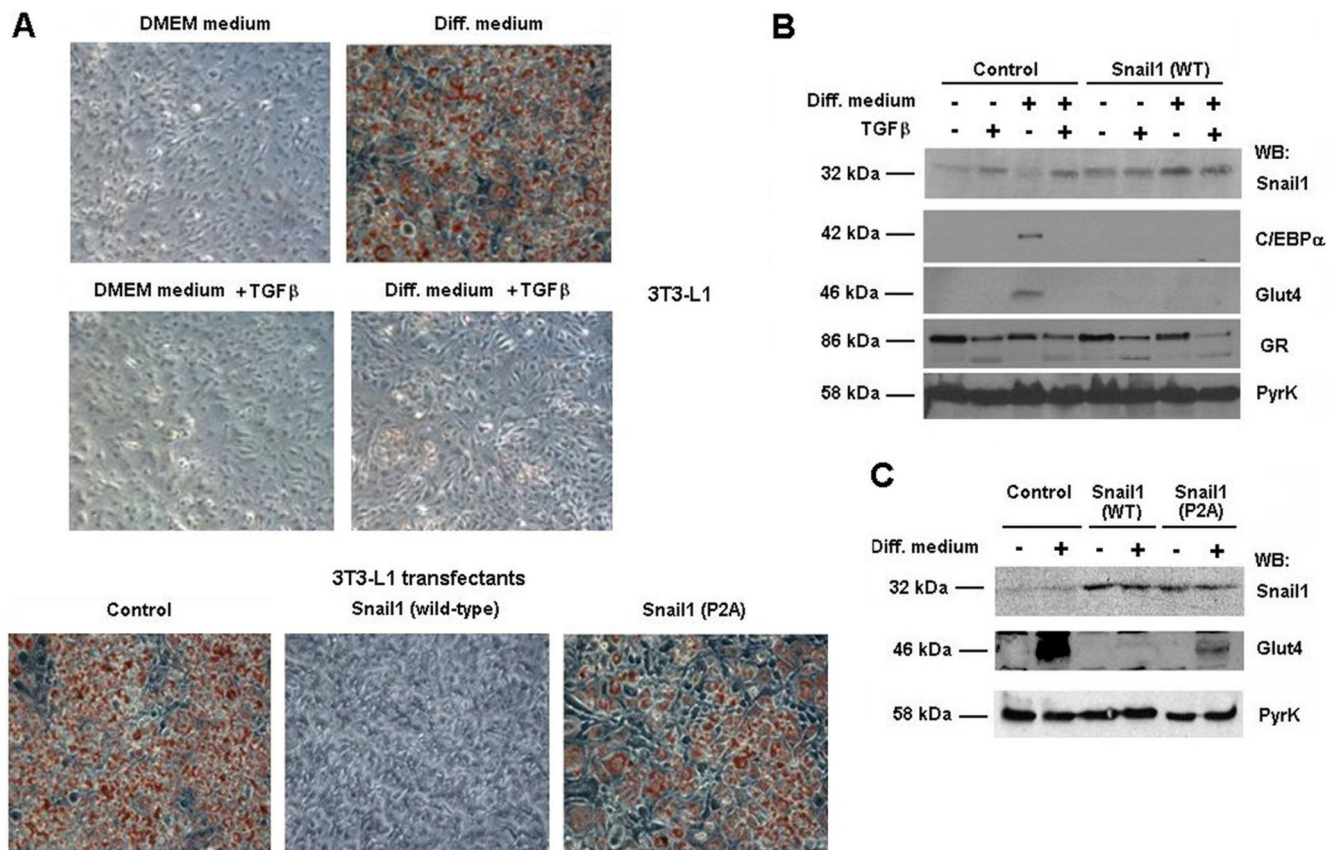 A
DMEM medium
Diff. medium
DMEM medium +TGFβ
Diff. medium +TGFβ
3T3-L1
3T3-L1 transfectants
Control
Snail1 (wild-type)
Snail1 (P2A)
B
Control
Snail1 (WT)
Diff. medium - - + + - - + +
TGFβ - + - + - + - +
WB:
32 kDa
Snail1
42 kDa
C/EBPα
46 kDa
Glut4
86 kDa
GR
58 kDa
PyrK
C
Control
Snail1
(WT)
Snail1
(P2A)
Diff. medium - + - + - +
WB:
32 kDa
Snail1
46 kDa
Glut4
58 kDa
PyrK